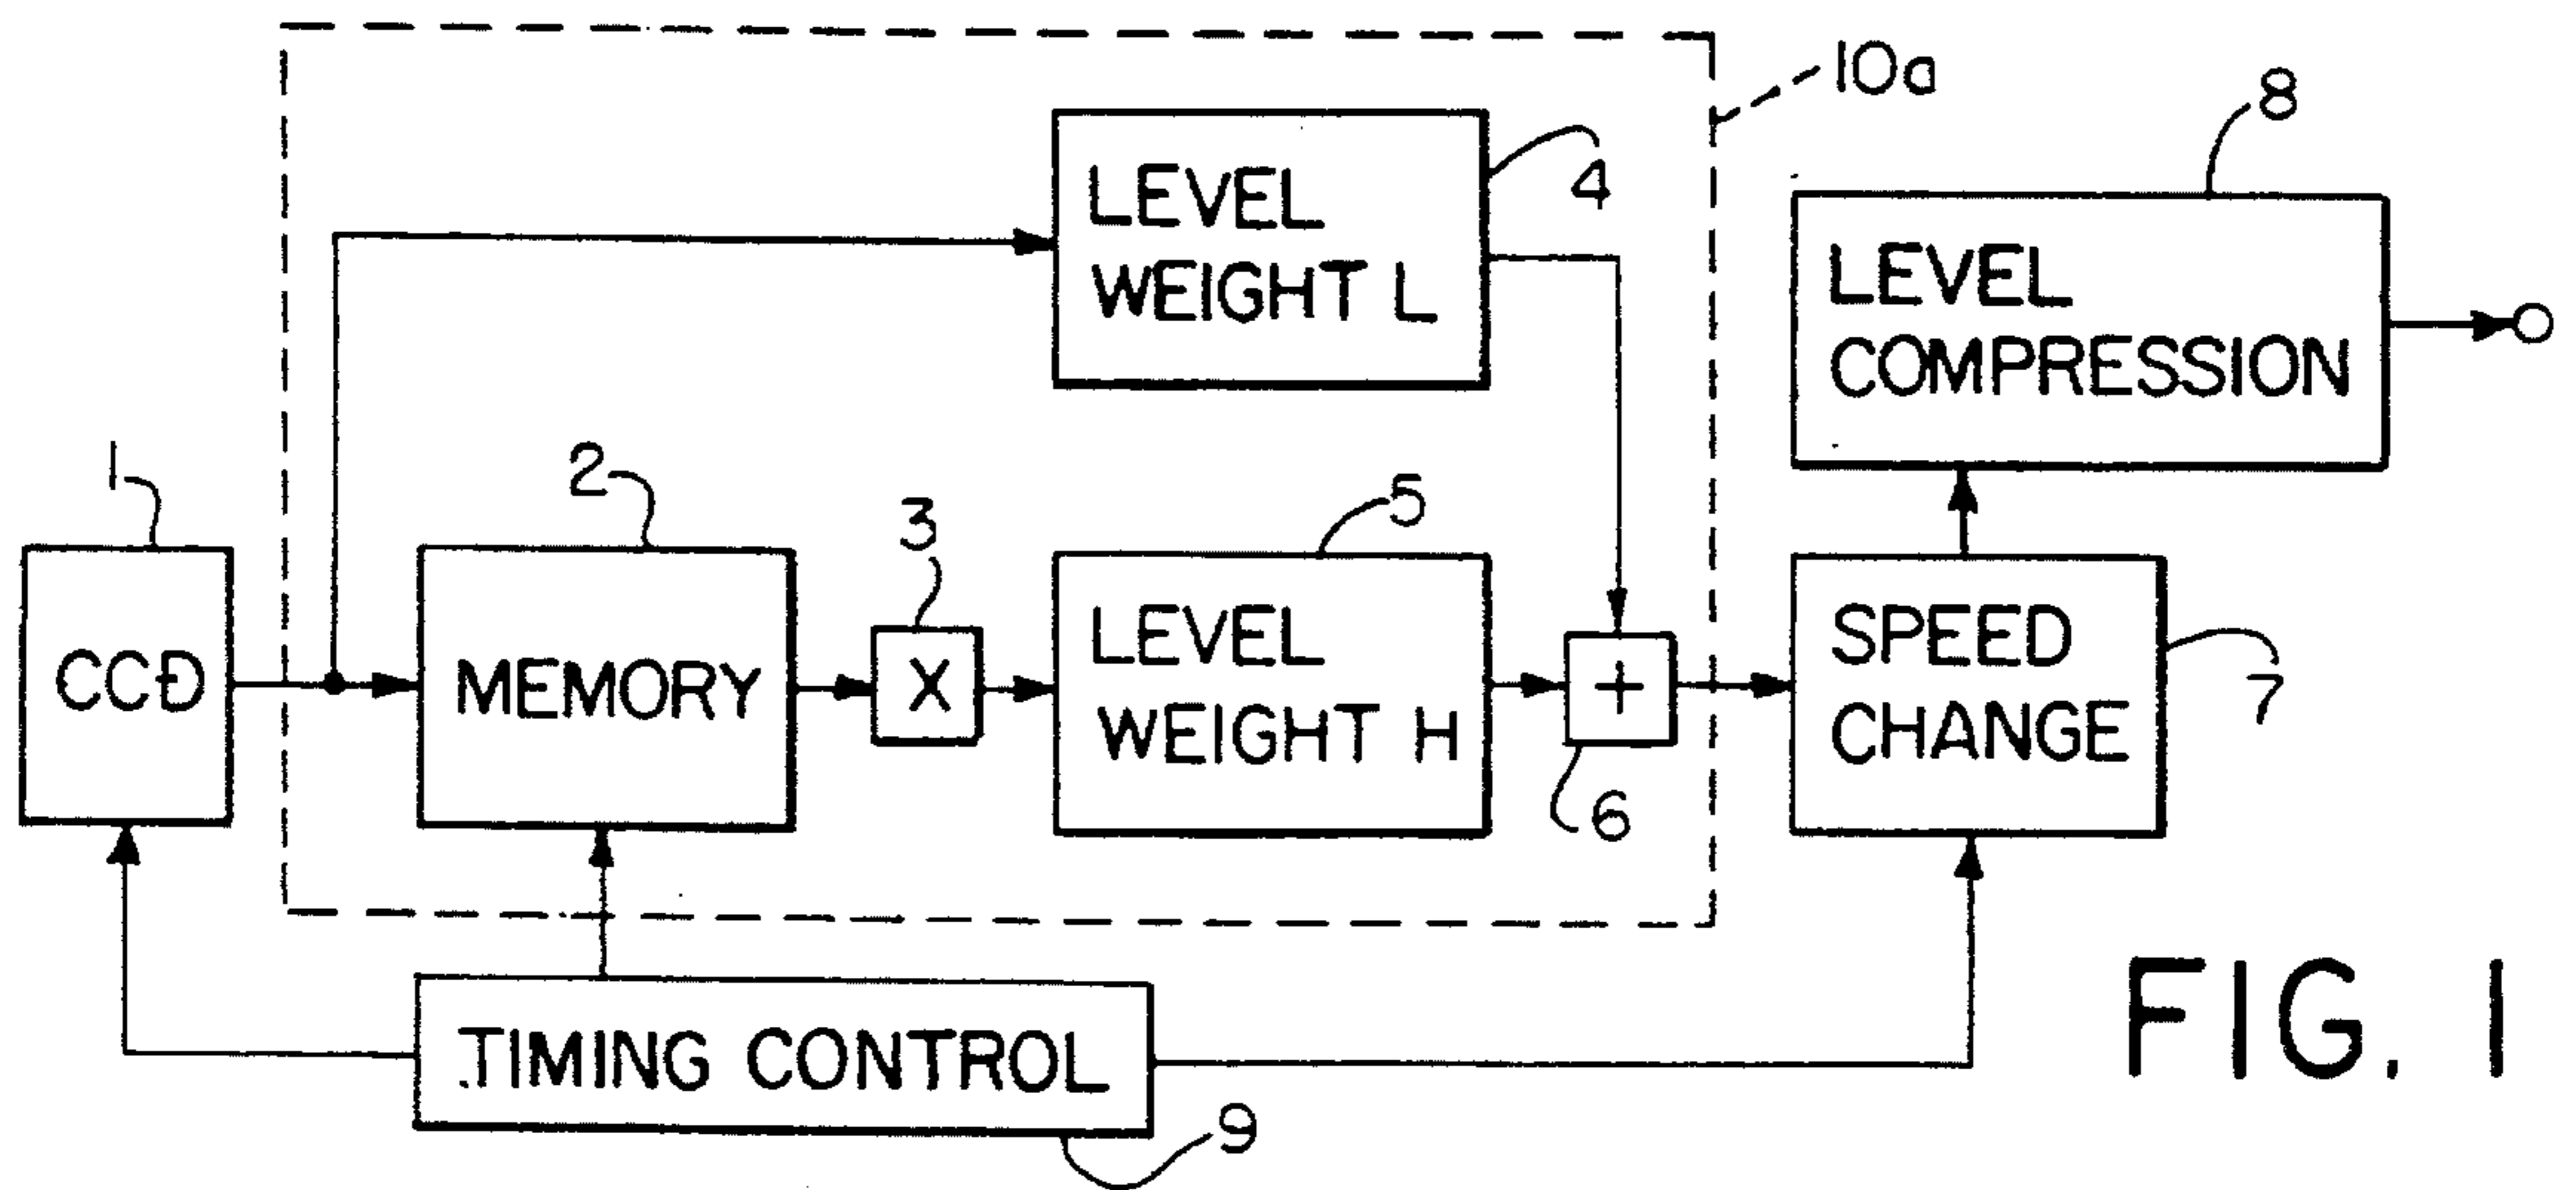 10a
8
4
LEVEL
WEIGHT L
LEVEL
COMPRESSION
1
2
3
5
CCD
MEMORY
X
LEVEL
WEIGHT H
+
SPEED
CHANGE
7
6
TIMING CONTROL
9
FIG. 1